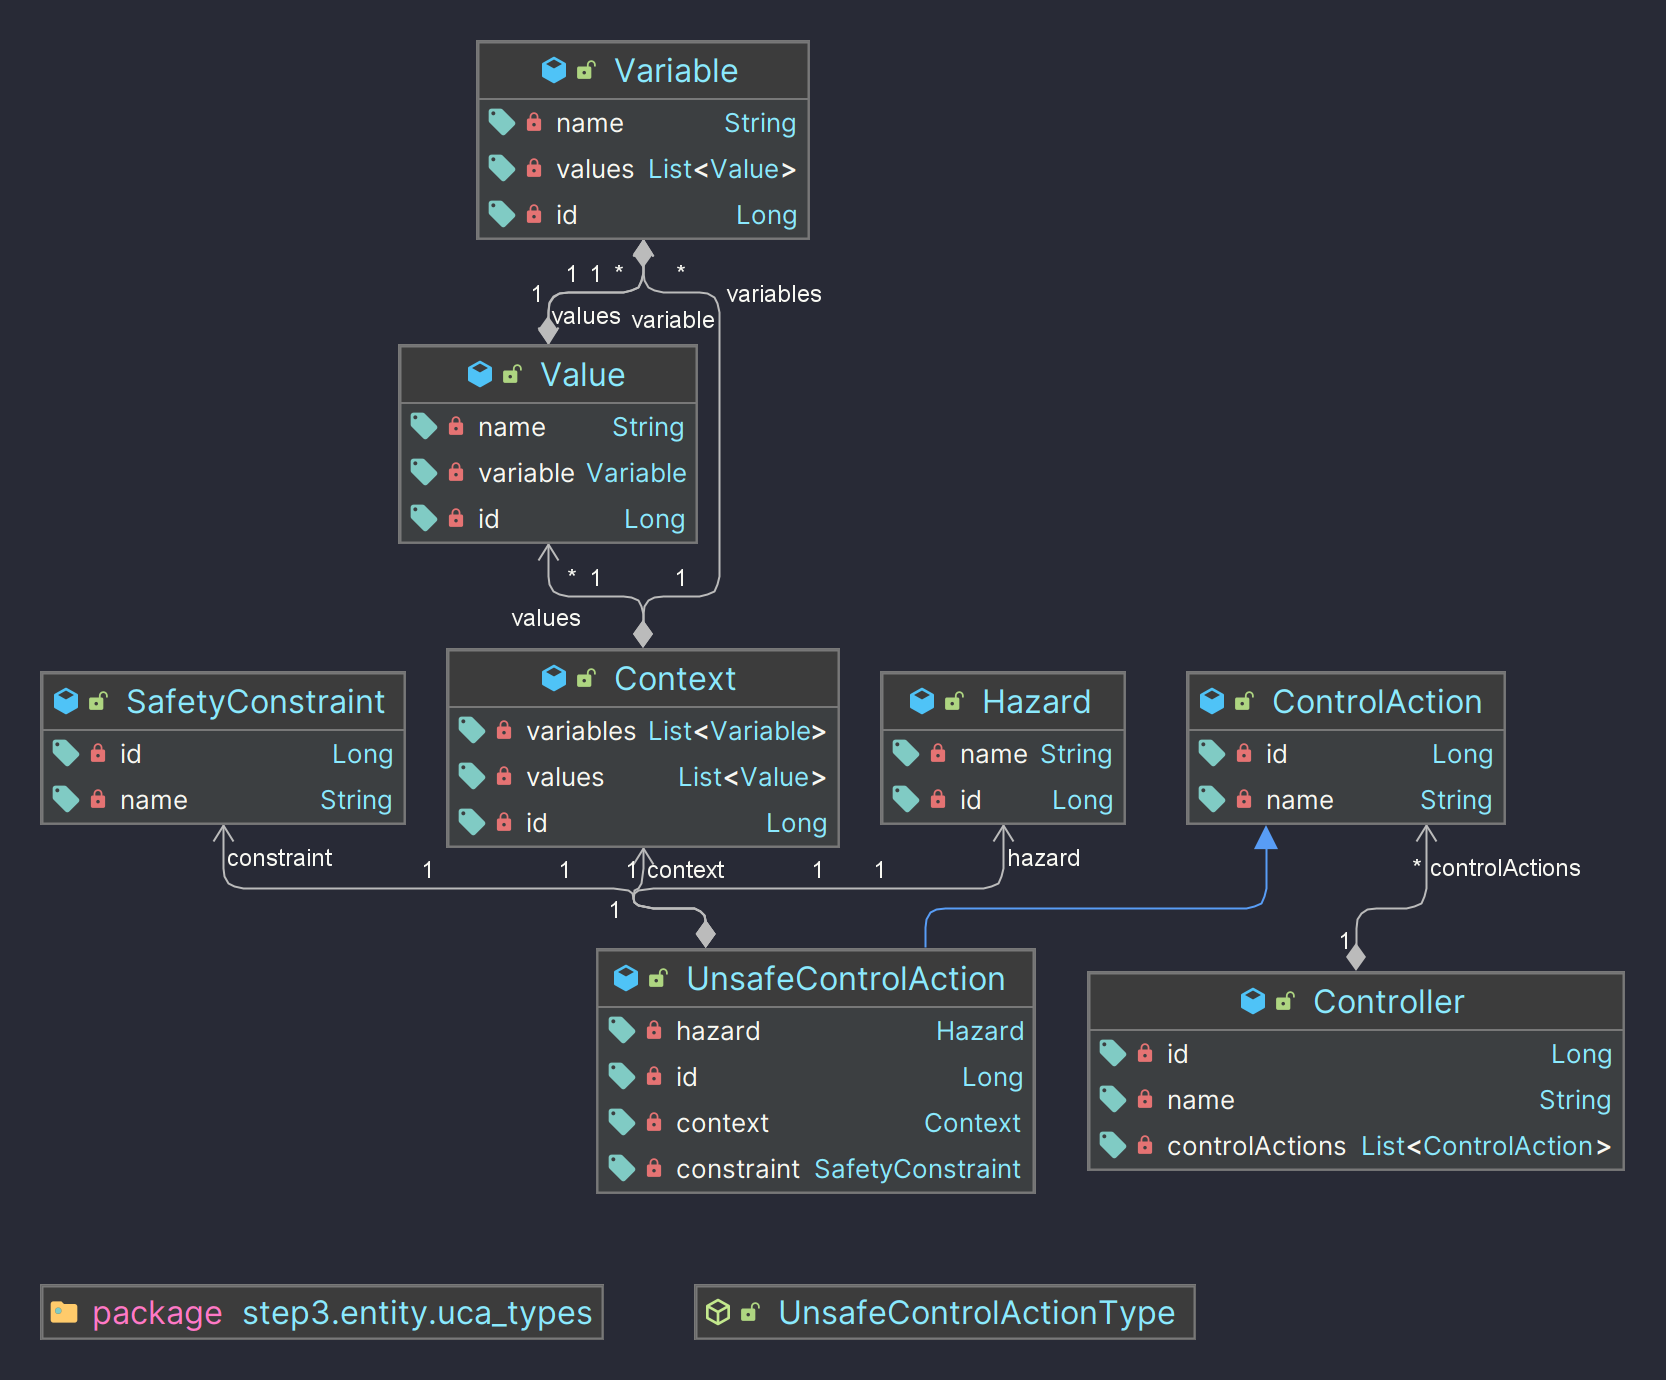 Variable
name String
values List<Value>
id Long
1 1 * *
1 variables
values variable
Value
name String
variable Variable
id Long
* 1 1
values
SafetyConstraint
id Long
name String
Context
variables List<Variable>
values List<Value>
id Long
Hazard
name String
id Long
ControlAction
id Long
name String
constraint 1 1 1 context 1 1 hazard
* controlActions
1
1
UnsafeControlAction
hazard Hazard
id Long
context Context
constraint SafetyConstraint
Controller
id Long
name String
controlActions List<ControlAction>
package step3.entity.uca_types
UnsafeControlActionType